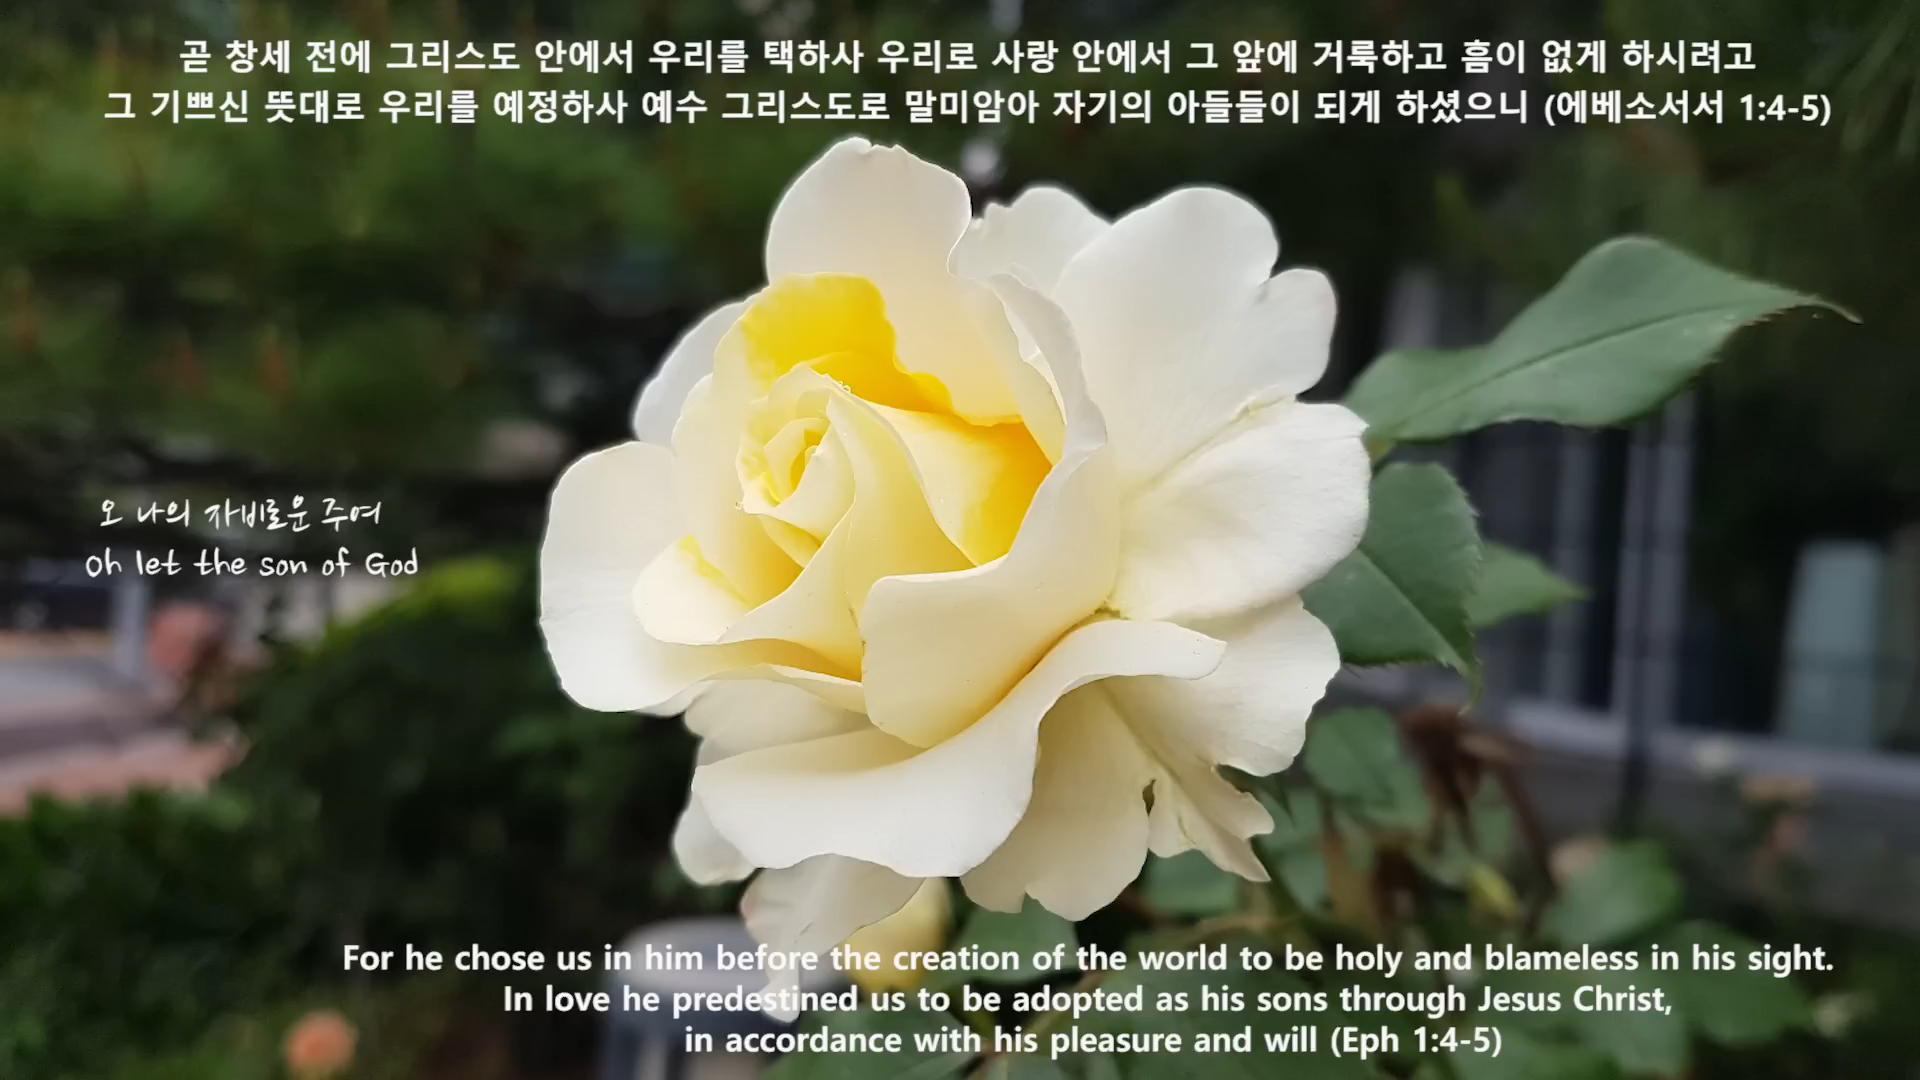 곧 창세 전에 그리스도 안에서 우리를 택하사 우리로 사랑 안에서 그 앞에 거룩하고 흠이 없게 하시려고
그 기쁘신 뜻대로 우리를 예정하사 예수 그리스도로 말미암아 자기의 아들들이 되게 하셨으니 (에베소서서 1:4-5)
오 나의 자비로운 주여
Oh let the son of God
For he chose us in him before the creation of the world to be holy and blameless in his sight.
In love he predestined us to be adopted as his sons through Jesus Christ,
in accordance with his pleasure and will (Eph 1:4-5)